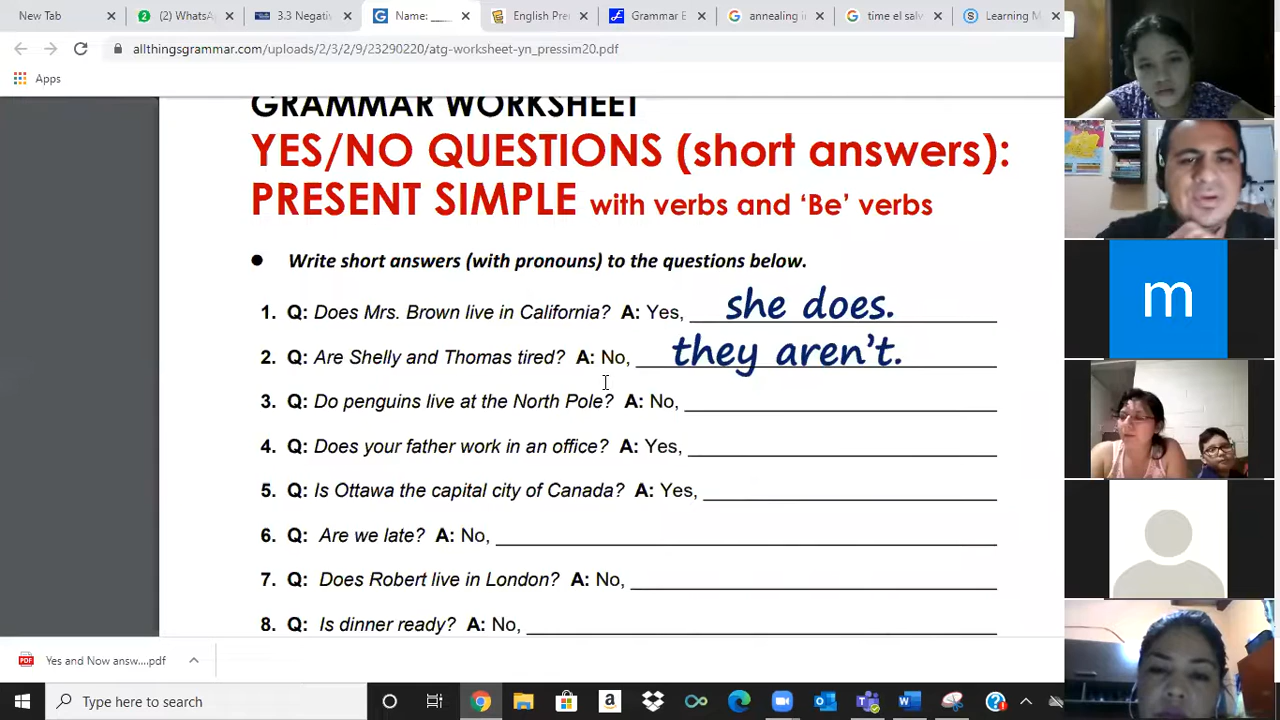 New Tab
2 (2) WhatsA
3.3 Negativ
Name: ___
English Pre
Grammar E
annealing in
time el salv
Learning M
allthingsgrammar.com/uploads/2/3/2/9/23290220/atg-worksheet-yn_pressim20.pdf
Apps
GRAMMAR WORKSHEET
YES/NO QUESTIONS (short answers):
PRESENT SIMPLE with verbs and ‘Be’ verbs
● Write short answers (with pronouns) to the questions below.
1. Q: Does Mrs. Brown live in California? A: Yes, she does.
2. Q: Are Shelly and Thomas tired? A: No, they aren’t.
3. Q: Do penguins live at the North Pole? A: No,
4. Q: Does your father work in an office? A: Yes,
5. Q: Is Ottawa the capital city of Canada? A: Yes,
6. Q: Are we late? A: No,
7. Q: Does Robert live in London? A: No,
8. Q: Is dinner ready? A: No,
m
PDF Yes and Now answ....pdf
Type here to search